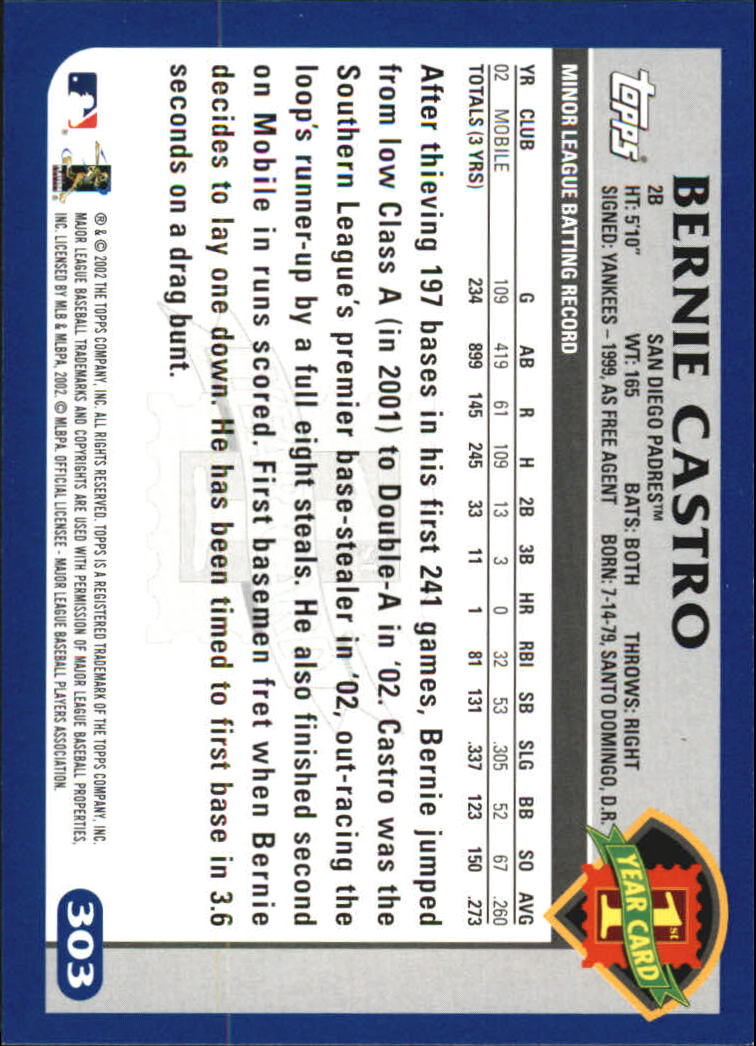 topps
BERNIE CASTRO
2B SAN DIEGO PADRES™
HT: 5'10" WT: 165 BATS: BOTH THROWS: RIGHT
SIGNED: YANKEES – 1999, AS FREE AGENT BORN: 7-14-79, SANTO DOMINGO, D.R.
1st
YEAR CARD
MINOR LEAGUE BATTING RECORD
YR CLUB G AB R H 2B 3B HR RBI SB SLG BB SO AVG
02 MOBILE 109 419 61 109 13 3 0 32 53 .305 52 67 .260
TOTALS (3 YRS) 234 899 145 245 33 11 1 81 131 .337 123 150 .273
After thieving 197 bases in his first 241 games, Bernie jumped
from low Class A (in 2001) to Double-A in '02. Castro was the
Southern League's premier base-stealer in '02, out-racing the
loop's runner-up by a full eight steals. He also finished second
on Mobile in runs scored. First basemen fret when Bernie
decides to lay one down. He has been timed to first base in 3.6
seconds on a drag bunt.
® & © 2002 THE TOPPS COMPANY, INC. ALL RIGHTS RESERVED. TOPPS IS A REGISTERED TRADEMARK OF THE TOPPS COMPANY, INC.
MAJOR LEAGUE BASEBALL TRADEMARKS AND COPYRIGHTS ARE USED WITH PERMISSION OF MAJOR LEAGUE BASEBALL PROPERTIES,
INC. LICENSED BY MLB & MLBPA, 2002. © MLBPA. OFFICIAL LICENSEE - MAJOR LEAGUE BASEBALL PLAYERS ASSOCIATION.
303